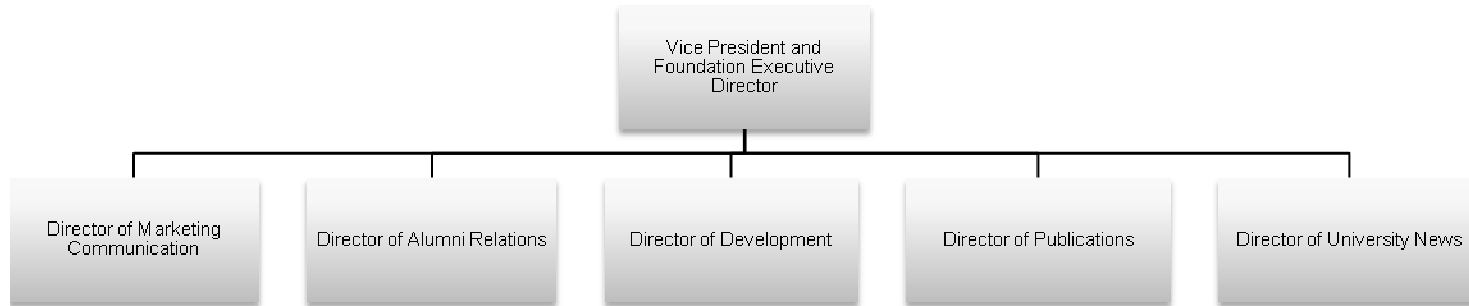 Vice President and
Foundation Executive
Director
Director of Marketing
Communication
Director of Alumni Relations
Director of Development
Director of Publications
Director of University News